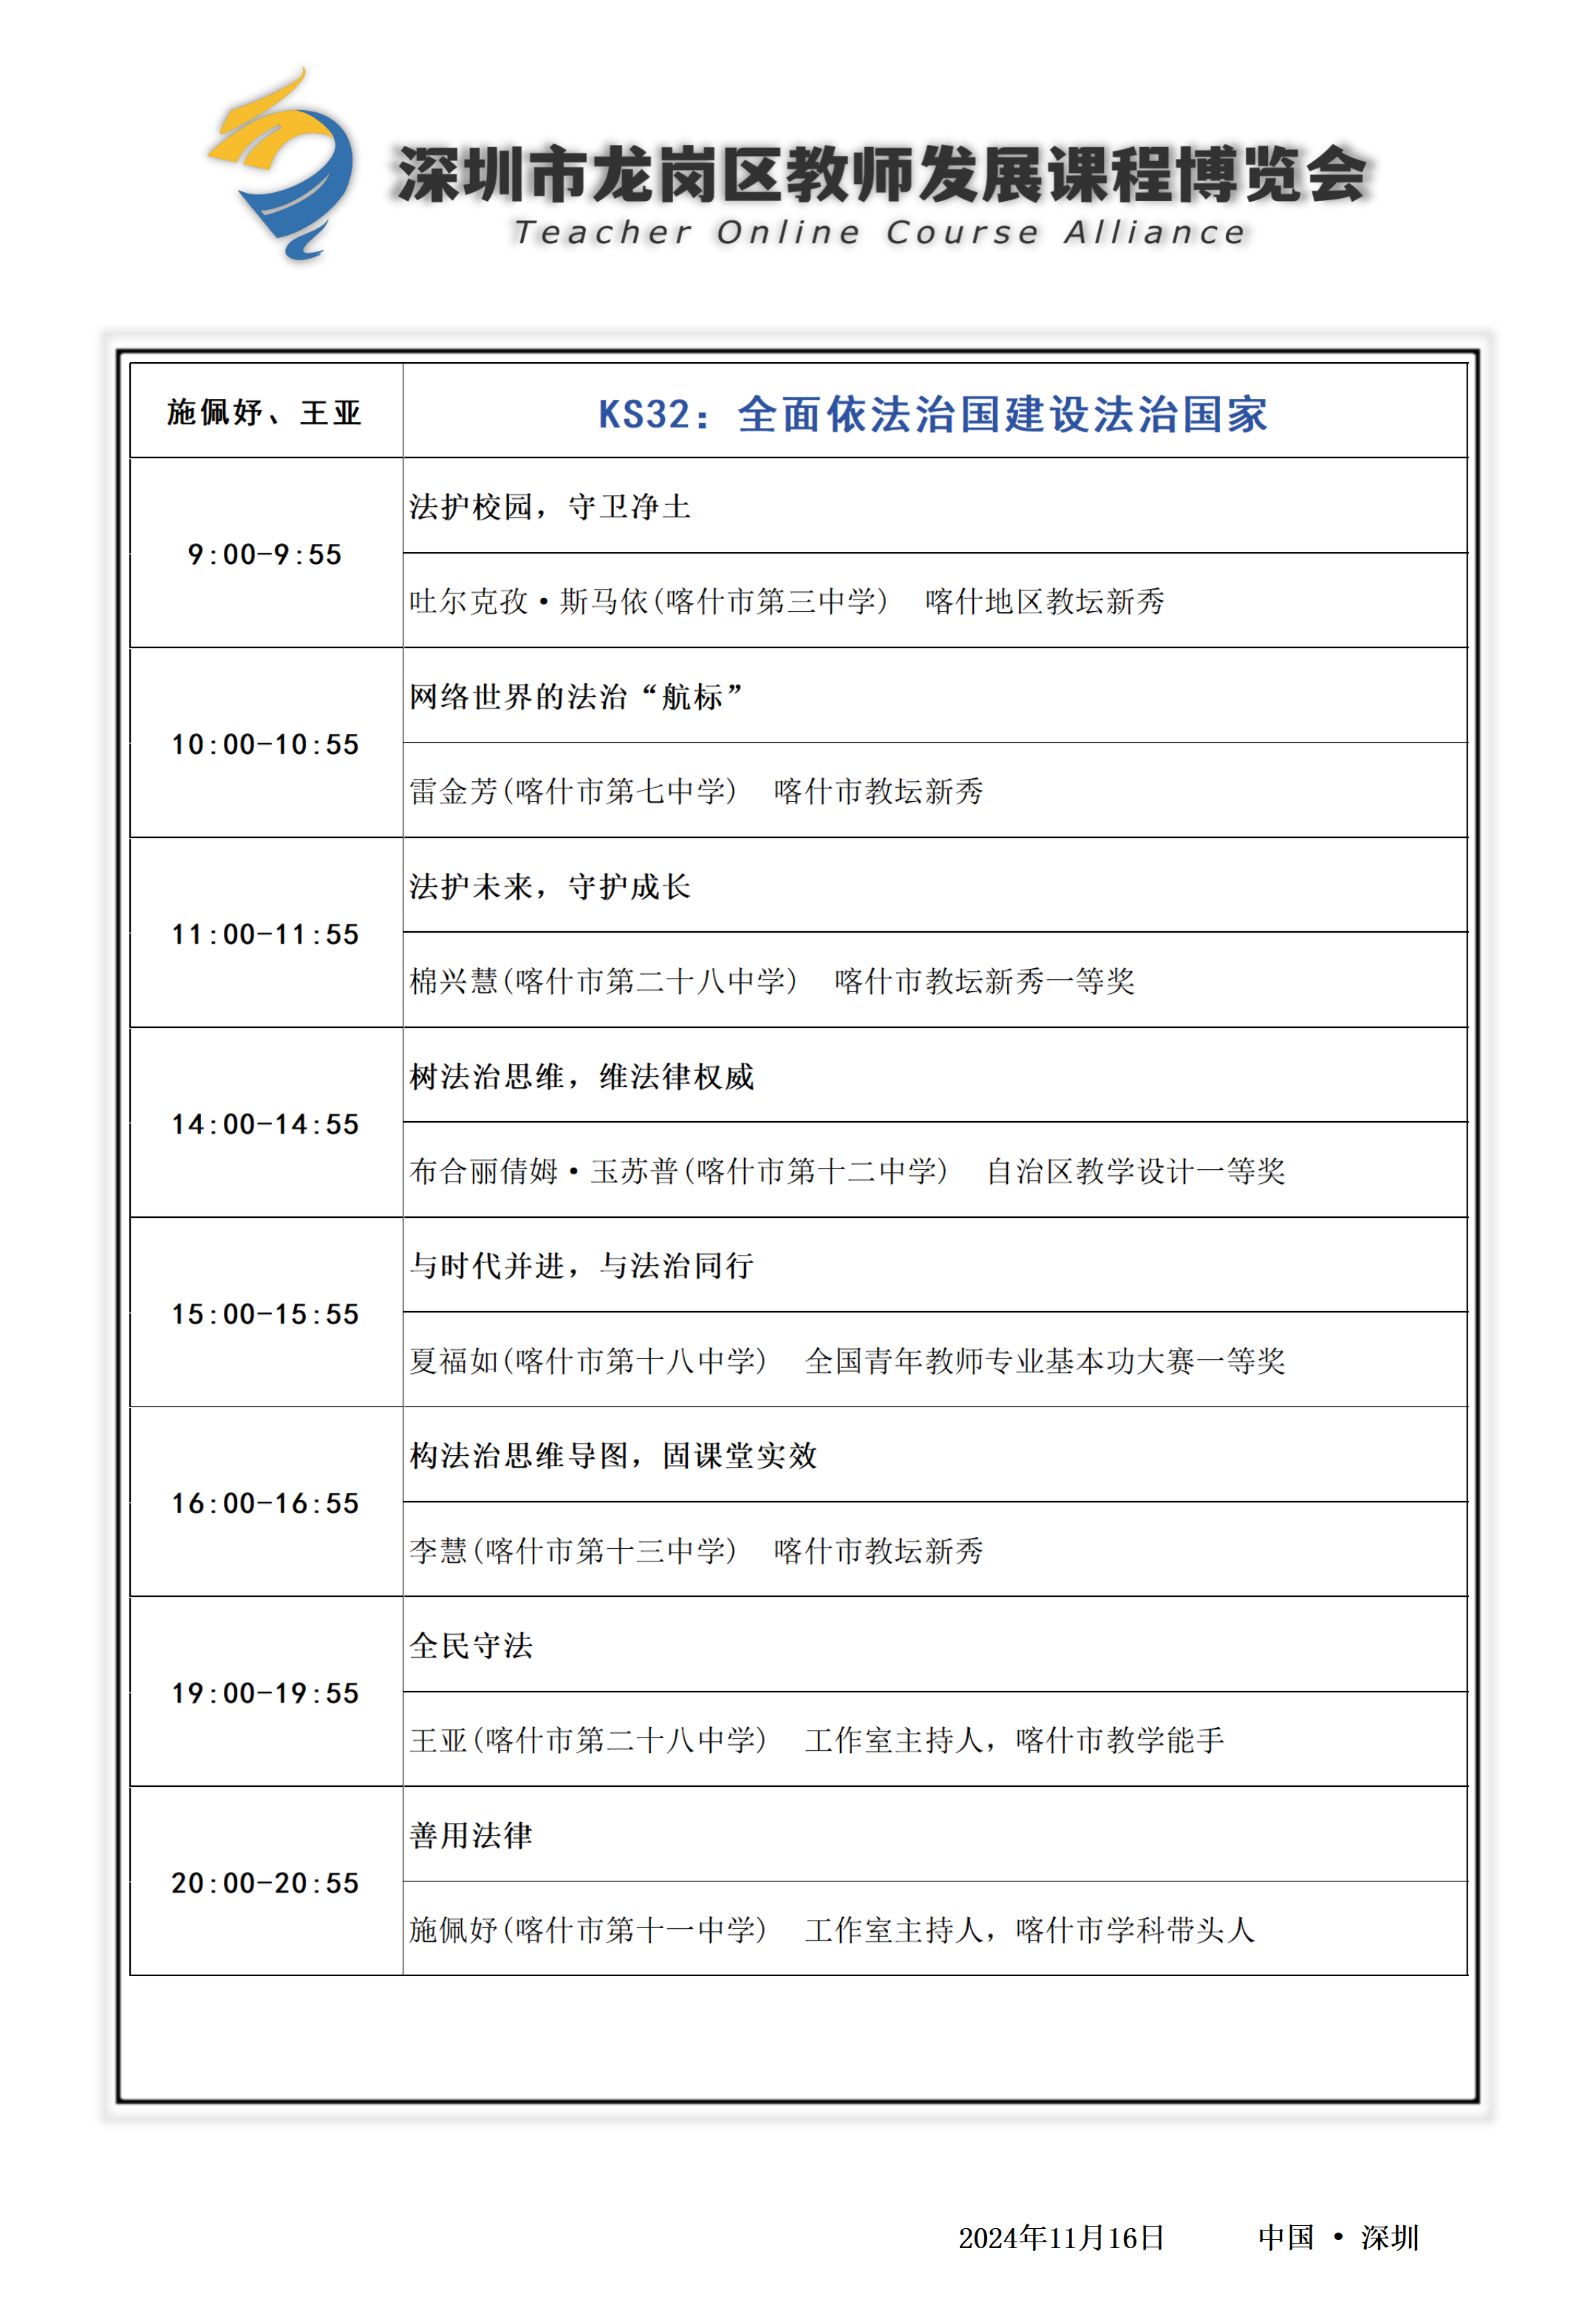 深圳市龙岗区教师发展课程博览会
Teacher Online Course Alliance
施佩妤、王亚
KS32：全面依法治国建设法治国家
9:00-9:55
法护校园，守卫净土
吐尔克孜·斯马依(喀什市第三中学) 喀什地区教坛新秀
10:00-10:55
网络世界的法治“航标”
雷金芳(喀什市第七中学) 喀什市教坛新秀
11:00-11:55
法护未来，守护成长
棉兴慧(喀什市第二十八中学) 喀什市教坛新秀一等奖
14:00-14:55
树法治思维，维法律权威
布合丽倩姆·玉苏普(喀什市第十二中学) 自治区教学设计一等奖
15:00-15:55
与时代并进，与法治同行
夏福如(喀什市第十八中学) 全国青年教师专业基本功大赛一等奖
16:00-16:55
构法治思维导图，固课堂实效
李慧(喀什市第十三中学) 喀什市教坛新秀
19:00-19:55
全民守法
王亚(喀什市第二十八中学) 工作室主持人，喀什市教学能手
20:00-20:55
善用法律
施佩妤(喀什市第十一中学) 工作室主持人，喀什市学科带头人
2024年11月16日 中国 · 深圳